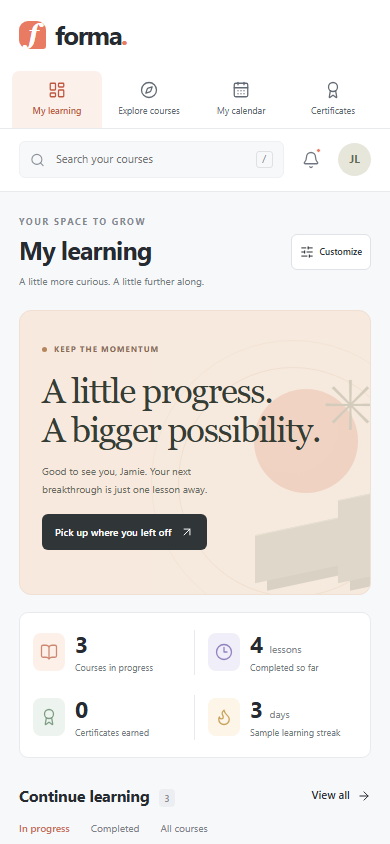 forma.
My learning
Explore courses
My calendar
Certificates
Search your courses
/
JL
YOUR SPACE TO GROW
My learning
Customize
A little more curious. A little further along.
KEEP THE MOMENTUM
A little progress.
A bigger possibility.
Good to see you, Jamie. Your next
breakthrough is just one lesson away.
Pick up where you left off
3
Courses in progress
4 lessons
Completed so far
0
Certificates earned
3 days
Sample learning streak
Continue learning 3
View all
In progress
Completed
All courses